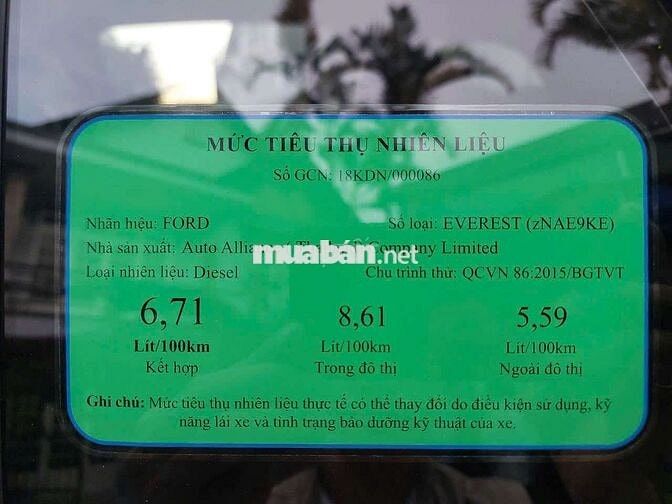 MỨC TIÊU THỤ NHIÊN LIỆU
Số GCN: 18KDN/000086
Nhãn hiệu: FORD Số loại: EVEREST (zNAE9KE)
Nhà sản xuất: Auto Company Limited
muabán.net
Loại nhiên liệu: Diesel Chu trình thử: QCVN 86:2015/BGTVT
6,71 8,61 5,59
Lít/100km Lít/100km Lít/100km
Kết hợp Trong đô thị Ngoài đô thị
Ghi chú: Mức tiêu thụ nhiên liệu thực tế có thể thay đổi do điều kiện sử dụng, kỹ
năng lái xe và tình trạng bảo dưỡng kỹ thuật của xe.